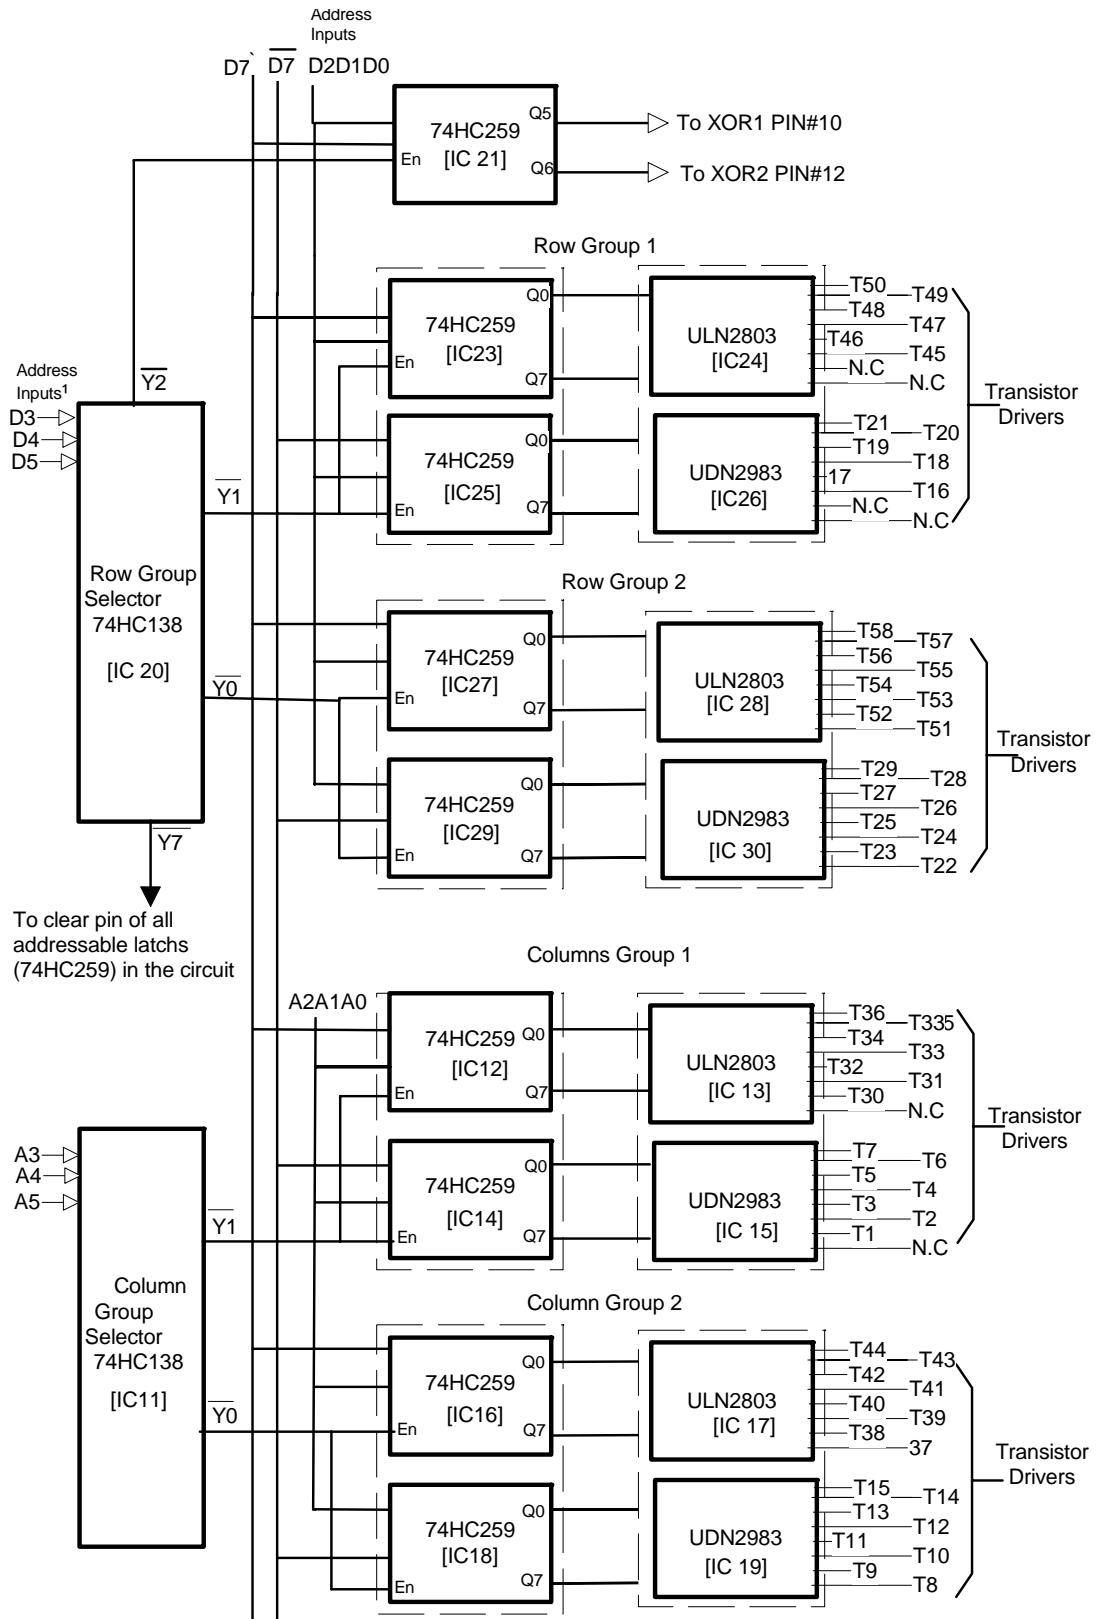 Address
Inputs
D7` D7 D2D1D0
74HC259
[IC 21]
En
Q5
Q6
To XOR1 PIN#10
To XOR2 PIN#12
Row Group 1
74HC259
[IC23]
En
Q0
Q7
ULN2803
[IC24]
T50
T49
T48
T47
T46
T45
N.C
N.C
74HC259
[IC25]
En
Q0
Q7
UDN2983
[IC26]
T21
T20
T19
T18
17
T16
N.C
N.C
Transistor
Drivers
Address
Inputs1
D3
D4
D5
Y2
Y1
Row Group
Selector
74HC138
[IC 20]
Y0
Y7
To clear pin of all
addressable latchs
(74HC259) in the circuit
Row Group 2
74HC259
[IC27]
En
Q0
Q7
ULN2803
[IC 28]
T58
T57
T56
T55
T54
T53
T52
T51
74HC259
[IC29]
En
Q0
Q7
UDN2983
[IC 30]
T29
T28
T27
T26
T25
T24
T23
T22
Transistor
Drivers
Columns Group 1
A2A1A0
74HC259
[IC12]
En
Q0
Q7
ULN2803
[IC 13]
T36
T335
T34
T33
T32
T31
T30
N.C
74HC259
[IC14]
En
Q0
Q7
UDN2983
[IC 15]
T7
T6
T5
T4
T3
T2
T1
N.C
Transistor
Drivers
A3
A4
A5
Y1
Column
Group
Selector
74HC138
[IC11]
Y0
Column Group 2
74HC259
[IC16]
En
Q0
Q7
ULN2803
[IC 17]
T44
T43
T42
T41
T40
T39
T38
37
74HC259
[IC18]
En
Q0
Q7
UDN2983
[IC 19]
T15
T14
T13
T12
T11
T10
T9
T8
Transistor
Drivers